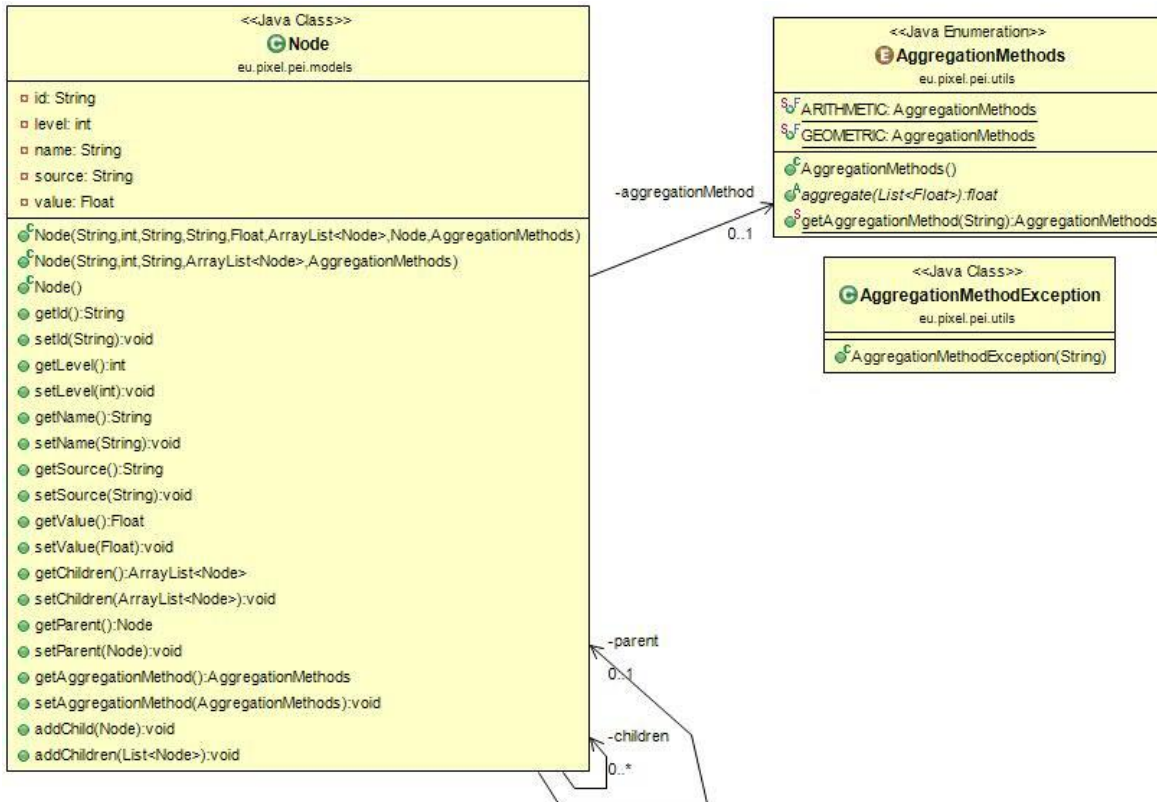 <<Java Class>>
C Node
eu.pixel.pei.models
id: String
level: int
name: String
source: String
value: Float
C Node(String,int,String,String,Float,ArrayList<Node>,Node,AggregationMethods)
C Node(String,int,String,ArrayList<Node>,AggregationMethods)
C Node()
getId():String
setId(String):void
getLevel():int
setLevel(int):void
getName():String
setName(String):void
getSource():String
setSource(String):void
getValue():Float
setValue(Float):void
getChildren():ArrayList<Node>
setChildren(ArrayList<Node>):void
getParent():Node
setParent(Node):void
getAggregationMethod():AggregationMethods
setAggregationMethod(AggregationMethods):void
addChild(Node):void
addChildren(List<Node>):void
-aggregationMethod
0..1
-parent
0..1
-children
0..*
<<Java Enumeration>>
E AggregationMethods
eu.pixel.pei.utils
S F ARITHMETIC: AggregationMethods
S F GEOMETRIC: AggregationMethods
C AggregationMethods()
A aggregate(List<Float>):float
S getAggregationMethod(String):AggregationMethods
<<Java Class>>
C AggregationMethodException
eu.pixel.pei.utils
C AggregationMethodException(String)